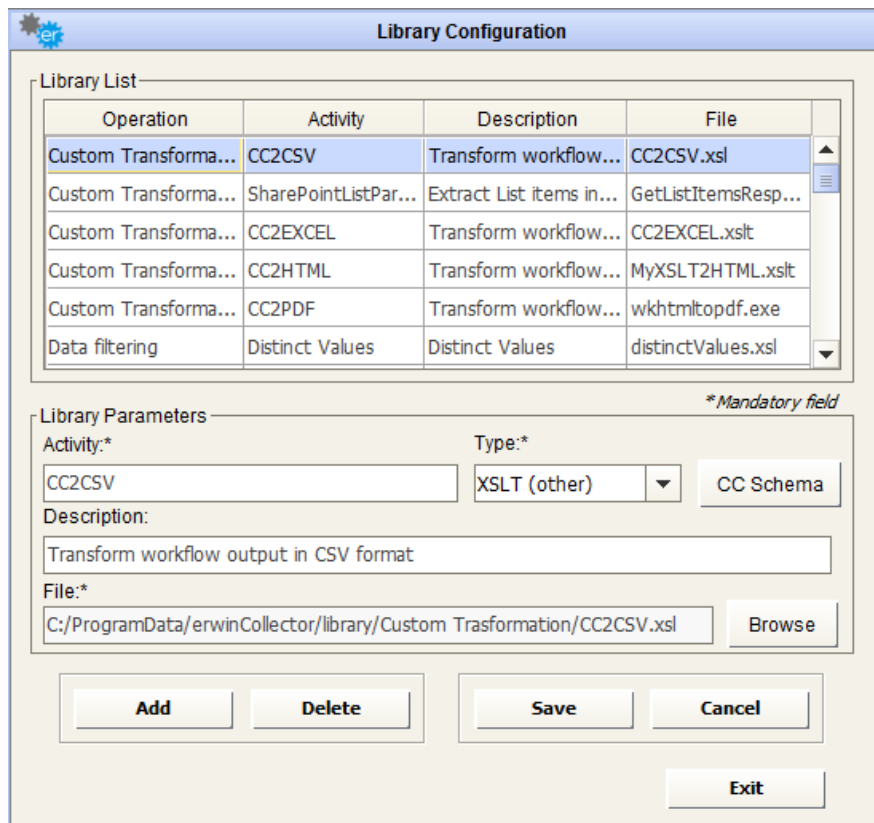 er
Library Configuration
Library List
Operation Activity Description File
Custom Transforma... CC2CSV Transform workflow... CC2CSV.xsl
Custom Transforma... SharePointListPar... Extract List items in... GetListItemsResp...
Custom Transforma... CC2EXCEL Transform workflow... CC2EXCEL.xslt
Custom Transforma... CC2HTML Transform workflow... MyXSLT2HTML.xslt
Custom Transforma... CC2PDF Transform workflow... wkhtmltopdf.exe
Data filtering Distinct Values Distinct Values distinctValues.xsl
*Mandatory field
Library Parameters
Activity:* Type:*
CC2CSV XSLT (other) CC Schema
Description:
Transform workflow output in CSV format
File:*
C:/ProgramData/erwinCollector/library/Custom Trasformation/CC2CSV.xsl Browse
Add Delete Save Cancel
Exit